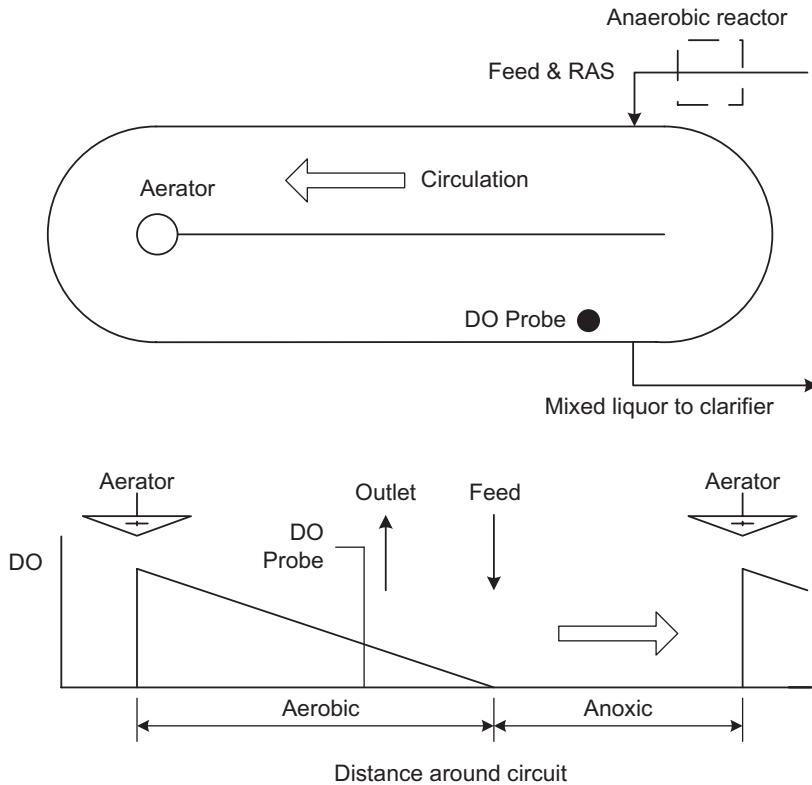 Anaerobic reactor
Feed & RAS
Aerator
Circulation
DO Probe
Mixed liquor to clarifier
Aerator
Outlet
Feed
Aerator
DO
DO
Probe
Aerobic
Anoxic
Distance around circuit